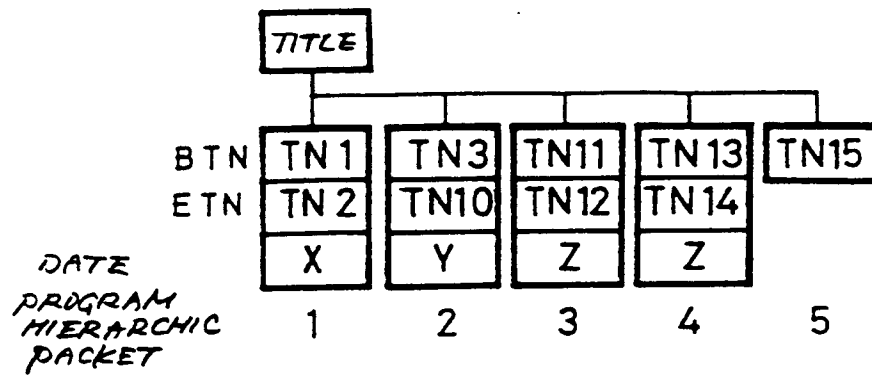 TITLE
BTN TN1 TN3 TN11 TN13 TN15
ETN TN2 TN10 TN12 TN14
X Y Z Z
DATE
PROGRAM
HIERARCHIC 1 2 3 4 5
PACKET